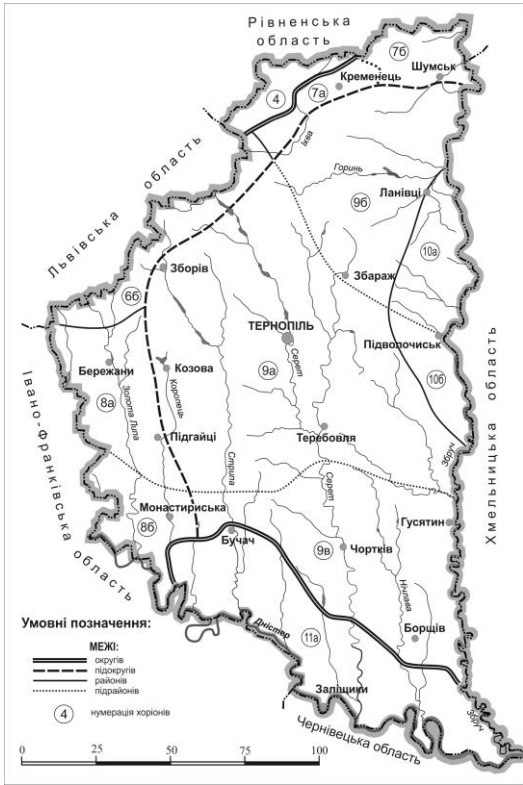 Рівненська
область
7б
Шумськ
4
7а
Кременець
Іква
Львівська область
Горинь
Ланівці
9б
10а
Зборів
Збараж
6б
ТЕРНОПІЛЬ
Підволочиськ
Бережани
Козова
9а
Серет
10б
Хмельницька область
8а
Золота Липа
Коропець
Івано-Франківська область
Підгайці
Теребовля
Стрипа
Збруч
Серет
Монастириська
8б
Гусятин
Бучач
9в
Чортків
Нічлава
Умовні позначення:
Дністер
11а
Борщів
МЕЖІ:
округів
підокругів
районів
підрайонів
Заліщики
4 нумерація хоріонів
Збруч
Чернівецька область
0 25 50 75 100